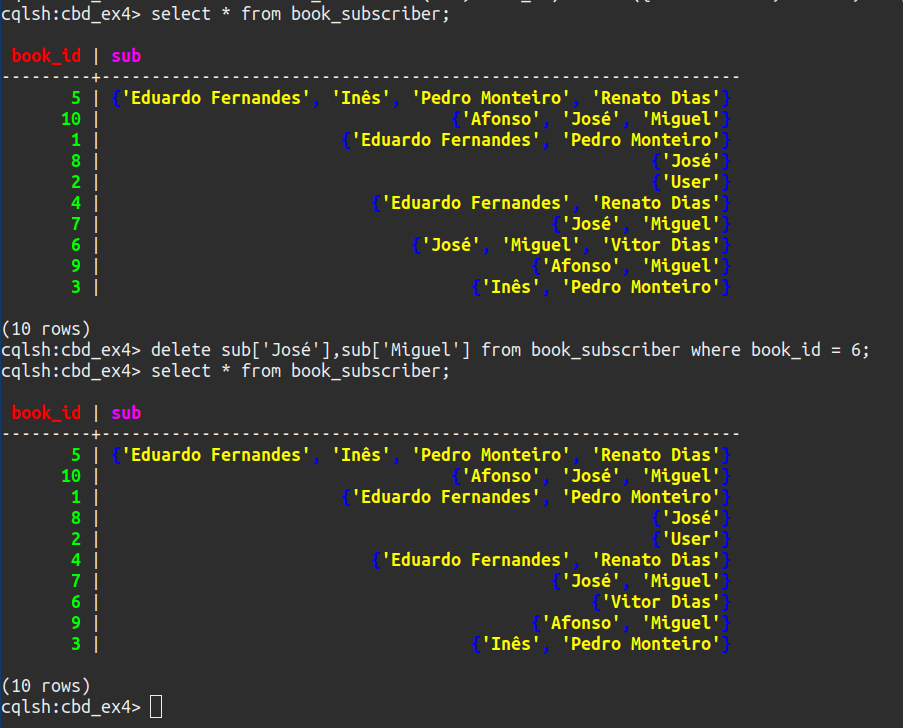 cqlsh:cbd_ex4> select * from book_subscriber;
 book_id | sub
---------+----------------------------------------------------------------
       5 | {'Eduardo Fernandes', 'Inês', 'Pedro Monteiro', 'Renato Dias'}
      10 |                                   {'Afonso', 'José', 'Miguel'}
       1 |                        {'Eduardo Fernandes', 'Pedro Monteiro'}
       8 |                                                       {'José'}
       2 |                                                       {'User'}
       4 |                           {'Eduardo Fernandes', 'Renato Dias'}
       7 |                                             {'José', 'Miguel'}
       6 |                               {'José', 'Miguel', 'Vitor Dias'}
       9 |                                           {'Afonso', 'Miguel'}
       3 |                                     {'Inês', 'Pedro Monteiro'}
(10 rows)
cqlsh:cbd_ex4> delete sub['José'],sub['Miguel'] from book_subscriber where book_id = 6;
cqlsh:cbd_ex4> select * from book_subscriber;
 book_id | sub
---------+----------------------------------------------------------------
       5 | {'Eduardo Fernandes', 'Inês', 'Pedro Monteiro', 'Renato Dias'}
      10 |                                   {'Afonso', 'José', 'Miguel'}
       1 |                        {'Eduardo Fernandes', 'Pedro Monteiro'}
       8 |                                                       {'José'}
       2 |                                                       {'User'}
       4 |                           {'Eduardo Fernandes', 'Renato Dias'}
       7 |                                             {'José', 'Miguel'}
       6 |                                                 {'Vitor Dias'}
       9 |                                           {'Afonso', 'Miguel'}
       3 |                                     {'Inês', 'Pedro Monteiro'}
(10 rows)
cqlsh:cbd_ex4>